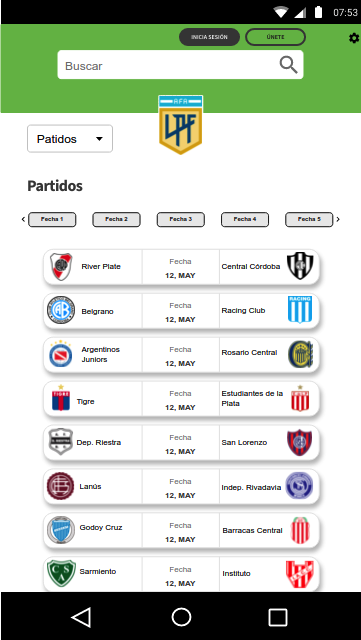 07:53
INICIA SESIÓN
ÚNETE
Buscar
AFA
LPF
Patidos
Partidos
Fecha 1
Fecha 2
Fecha 3
Fecha 4
Fecha 5
River Plate
Fecha
12, MAY
Central Córdoba
Belgrano
Fecha
12, MAY
Racing Club
RACING
Argentinos
Juniors
Fecha
12, MAY
Rosario Central
TIGRE
Tigre
Fecha
12, MAY
Estudiantes de la
Plata
Dep. Riestra
Fecha
12, MAY
San Lorenzo
Lanús
Fecha
12, MAY
Indep. Rivadavia
Godoy Cruz
Fecha
12, MAY
Barracas Central
CSA
Sarmiento
Fecha
12, MAY
Instituto